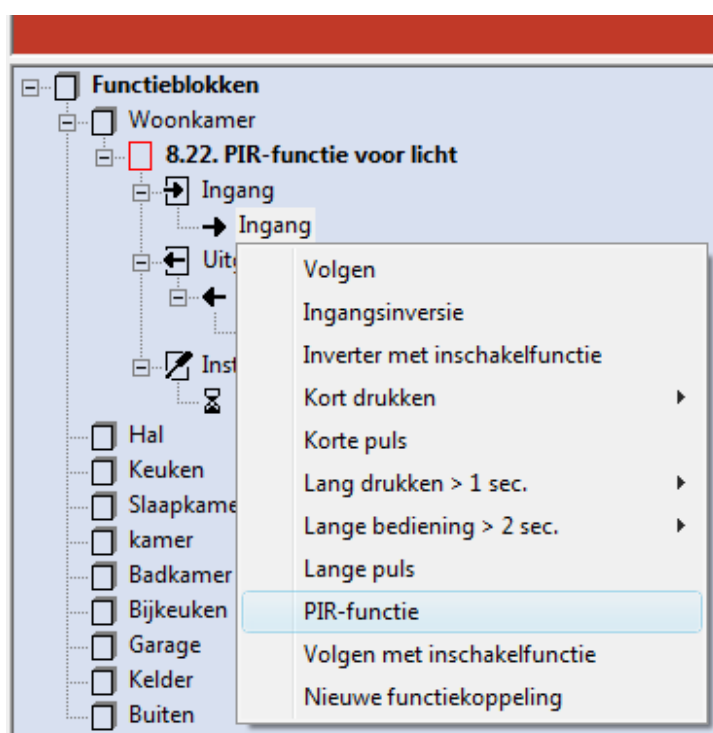 Functieblokken
Woonkamer
8.22. PIR-functie voor licht
Ingang
Ingang
Volgen
Ingangsinversie
Inverter met inschakelfunctie
Kort drukken
Korte puls
Lang drukken > 1 sec.
Lange bediening > 2 sec.
Lange puls
PIR-functie
Volgen met inschakelfunctie
Nieuwe functiekoppeling
Hal
Keuken
kamer
Badkamer
Bijkeuken
Garage
Kelder
Buiten